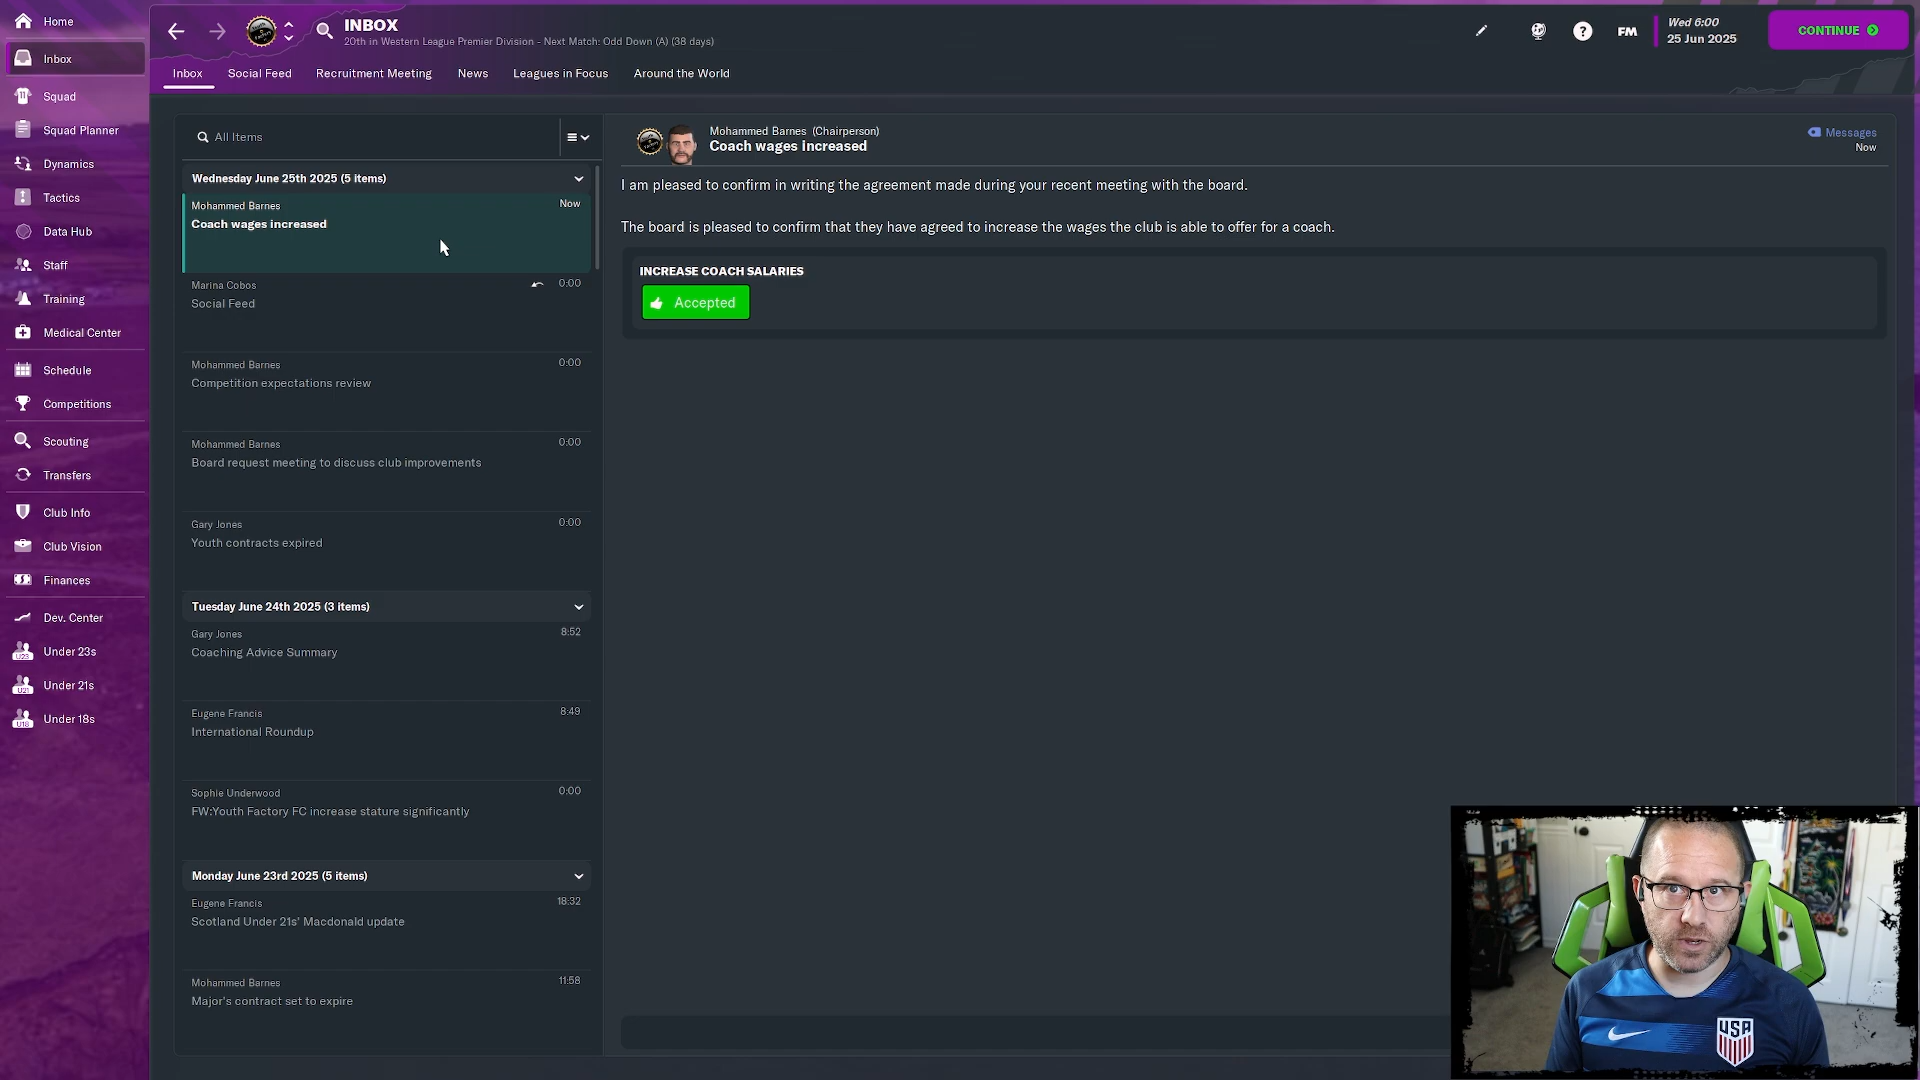 Home
Inbox
Squad
Squad Planner
Dynamics
Tactics
Data Hub
Staff
Training
Medical Center
Schedule
Competitions
Scouting
Transfers
Club Info
Club Vision
Finances
Dev. Center
Under 23s
Under 21s
Under 18s
INBOX
20th in Western League Premier Division - Next Match: Odd Down (A) (38 days)
FM
Wed 6:00
25 Jun 2025
CONTINUE
Inbox Social Feed Recruitment Meeting News Leagues in Focus Around the World
All Items
Wednesday June 25th 2025 (5 items)
Mohammed Barnes Now
Coach wages increased
Marina Cobos 0:00
Social Feed
Mohammed Barnes 0:00
Competition expectations review
Mohammed Barnes 0:00
Board request meeting to discuss club improvements
Gary Jones 0:00
Youth contracts expired
Tuesday June 24th 2025 (3 items)
Gary Jones 8:52
Coaching Advice Summary
Eugene Francis 8:49
International Roundup
Sophie Underwood 0:00
FW:Youth Factory FC increase stature significantly
Monday June 23rd 2025 (5 items)
Eugene Francis 18:32
Scotland Under 21s' Macdonald update
Mohammed Barnes 11:58
Major's contract set to expire
Mohammed Barnes (Chairperson)
Coach wages increased
Messages
Now
I am pleased to confirm in writing the agreement made during your recent meeting with the board.
The board is pleased to confirm that they have agreed to increase the wages the club is able to offer for a coach.
INCREASE COACH SALARIES
Accepted
USA